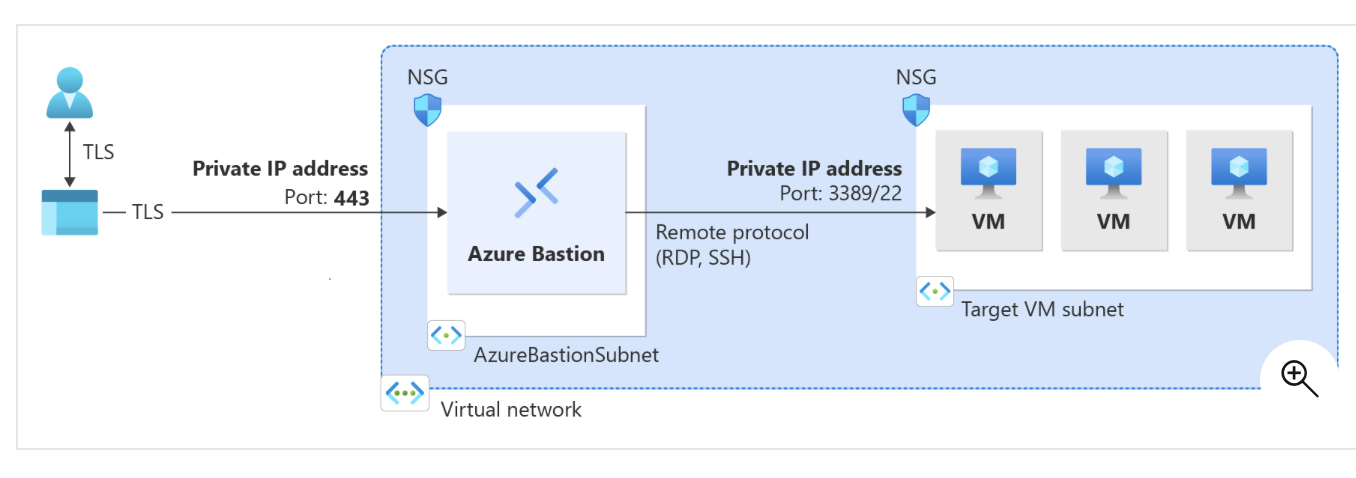 NSG
NSG
TLS
Private IP address
Port: 443
TLS
Azure Bastion
Private IP address
Port: 3389/22
Remote protocol
(RDP, SSH)
VM
VM
VM
Target VM subnet
AzureBastionSubnet
Virtual network